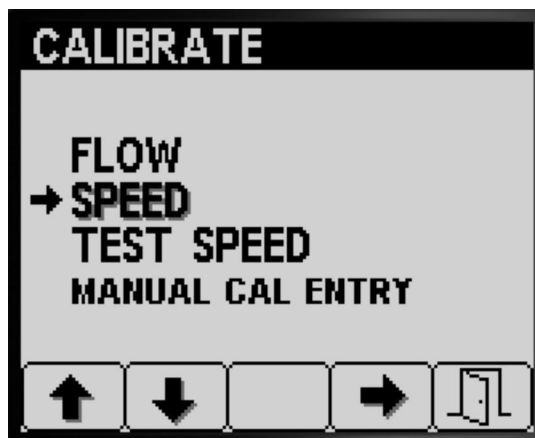 CALIBRATE
FLOW
SPEED
TEST SPEED
MANUAL CAL ENTRY